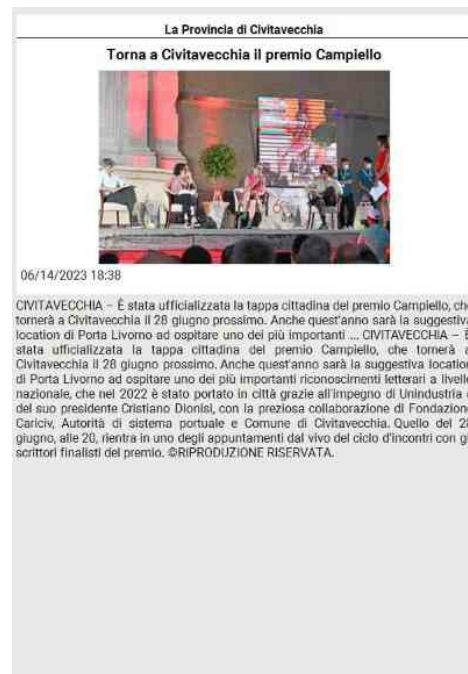 La Provincia di Civitavecchia
Torna a Civitavecchia il premio Campiello
06/14/2023 18:38
CIVITAVECCHIA – È stata ufficializzata la tappa cittadina del premio Campiello, che
tornerà a Civitavecchia il 28 giugno prossimo. Anche quest'anno sarà la suggestiva
location di Porta Livorno ad ospitare uno dei più importanti ... CIVITAVECCHIA – È
stata ufficializzata la tappa cittadina del premio Campiello, che tornerà a
Civitavecchia il 28 giugno prossimo. Anche quest'anno sarà la suggestiva location
di Porta Livorno ad ospitare uno dei più importanti riconoscimenti letterari a livello
nazionale, che nel 2022 è stato portato in città grazie all'impegno di Unindustria e
del suo presidente Cristiano Dionisi, con la preziosa collaborazione di Fondazione
Cariciv, Autorità di sistema portuale e Comune di Civitavecchia. Quello del 28
giugno, alle 20, rientra in uno degli appuntamenti dal vivo del ciclo d'incontri con gli
scrittori finalisti del premio. ©RIPRODUZIONE RISERVATA.